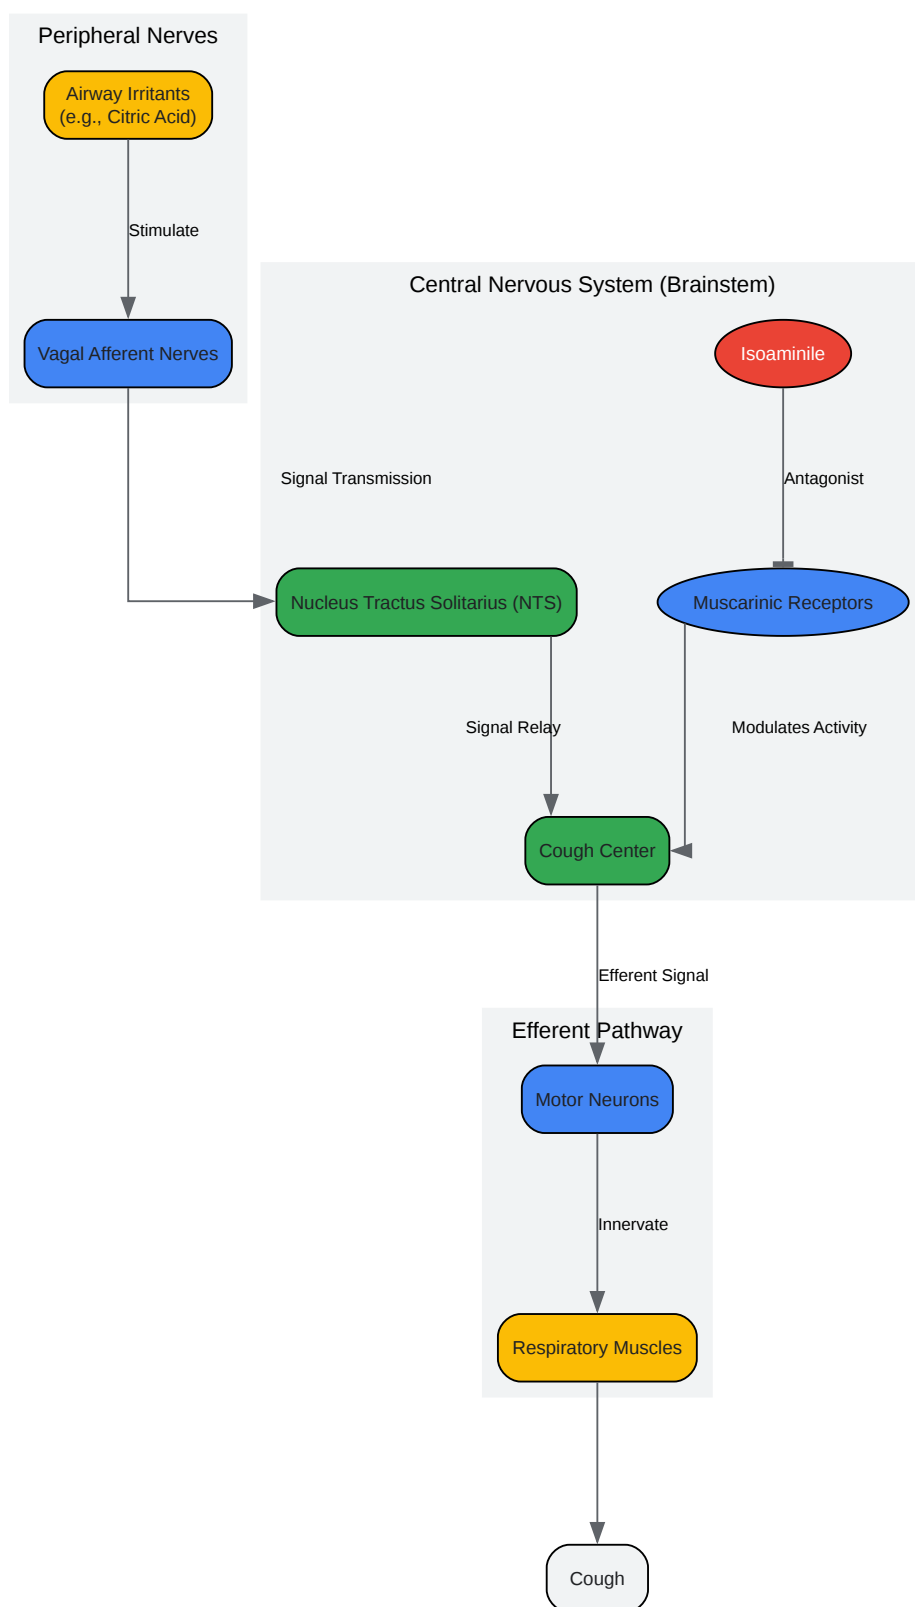 Peripheral Nerves
Airway Irritants
(e.g., Citric Acid)
Stimulate
Vagal Afferent Nerves
Central Nervous System (Brainstem)
Isoaminile
Signal Transmission
Antagonist
Nucleus Tractus Solitarius (NTS)
Muscarinic Receptors
Signal Relay
Modulates Activity
Cough Center
Efferent Signal
Efferent Pathway
Motor Neurons
Innervate
Respiratory Muscles
Cough